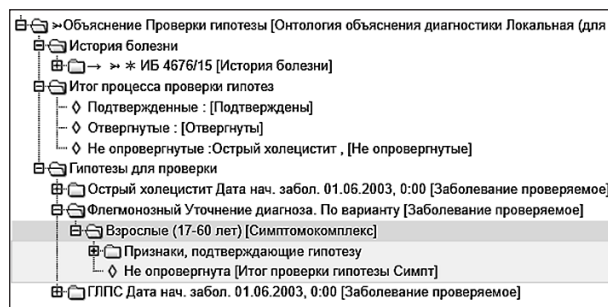 Объяснение Проверки гипотезы [Онтология объяснения диагностики Локальная (для
История болезни
→ ➳ * ИБ 4676/15 [История болезни]
Итог процесса проверки гипотез
Подтвержденные : [Подтверждены]
Отвергнутые : [Отвергнуты]
Не опровергнутые :Острый холецистит , [Не опровергнутые]
Гипотезы для проверки
Острый холецистит Дата нач. забол. 01.06.2003, 0:00 [Заболевание проверяемое]
Флегмонозный Уточнение диагноза. По варианту [Заболевание проверяемое]
Взрослые (17-60 лет) [Симптомокомплекс]
Признаки, подтверждающие гипотезу
Не опровергнута [Итог проверки гипотезы Симпт]
ГЛПС Дата нач. забол. 01.06.2003, 0:00 [Заболевание проверяемое]